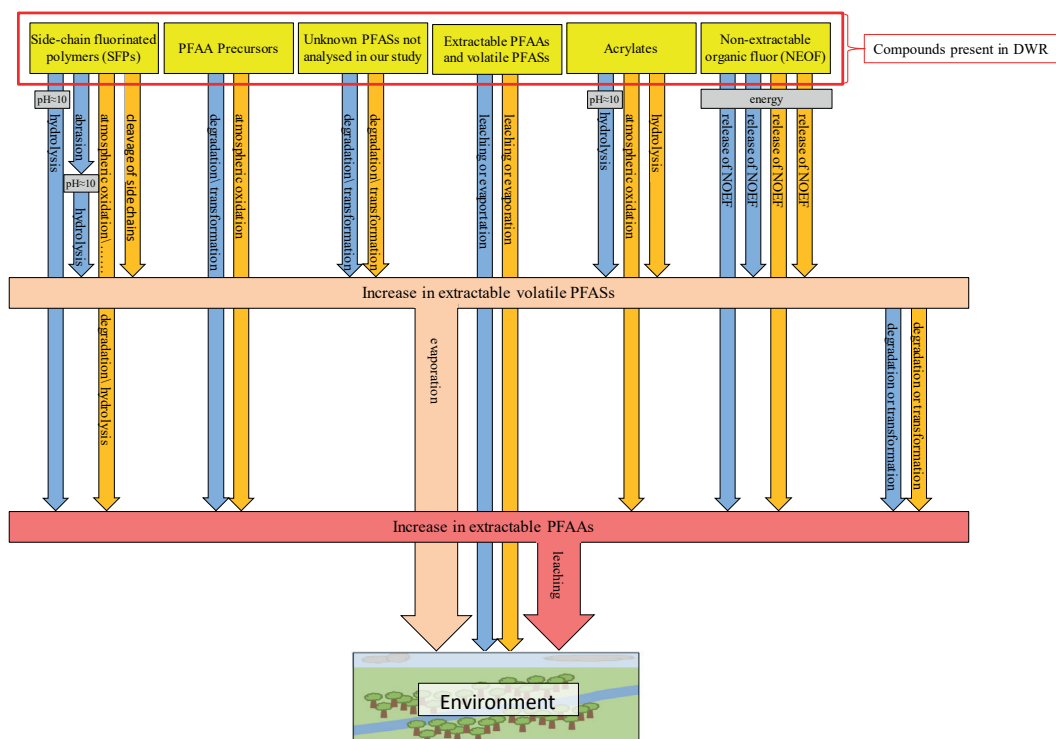 Side-chain fluorinated
polymers (SFPs)
PFAA Precursors
Unknown PFASs not
analysed in our study
Extractable PFAAs
and volatile PFASs
Acrylates
Non-extractable
organic fluor (NEOF)
Compounds present in DWR
pH≈10
hydrolysis
abrasion
pH≈10
hydrolysis
atmospheric oxidation\......
cleavage of side chains
degradation\ transformation
atmospheric oxidation
degradation\ transformation
degradation\ transformation
leaching or evaportation
leaching or evaporation
pH≈10
hydrolysis
atmospheric oxidation
hydrolysis
energy
release of NOEF
release of NOEF
release of NOEF
release of NOEF
Increase in extractable volatile PFASs
degradation\ hydrolysis
evaporation
degradation or transformation
degradation or transformation
Increase in extractable PFAAs
leaching
Environment